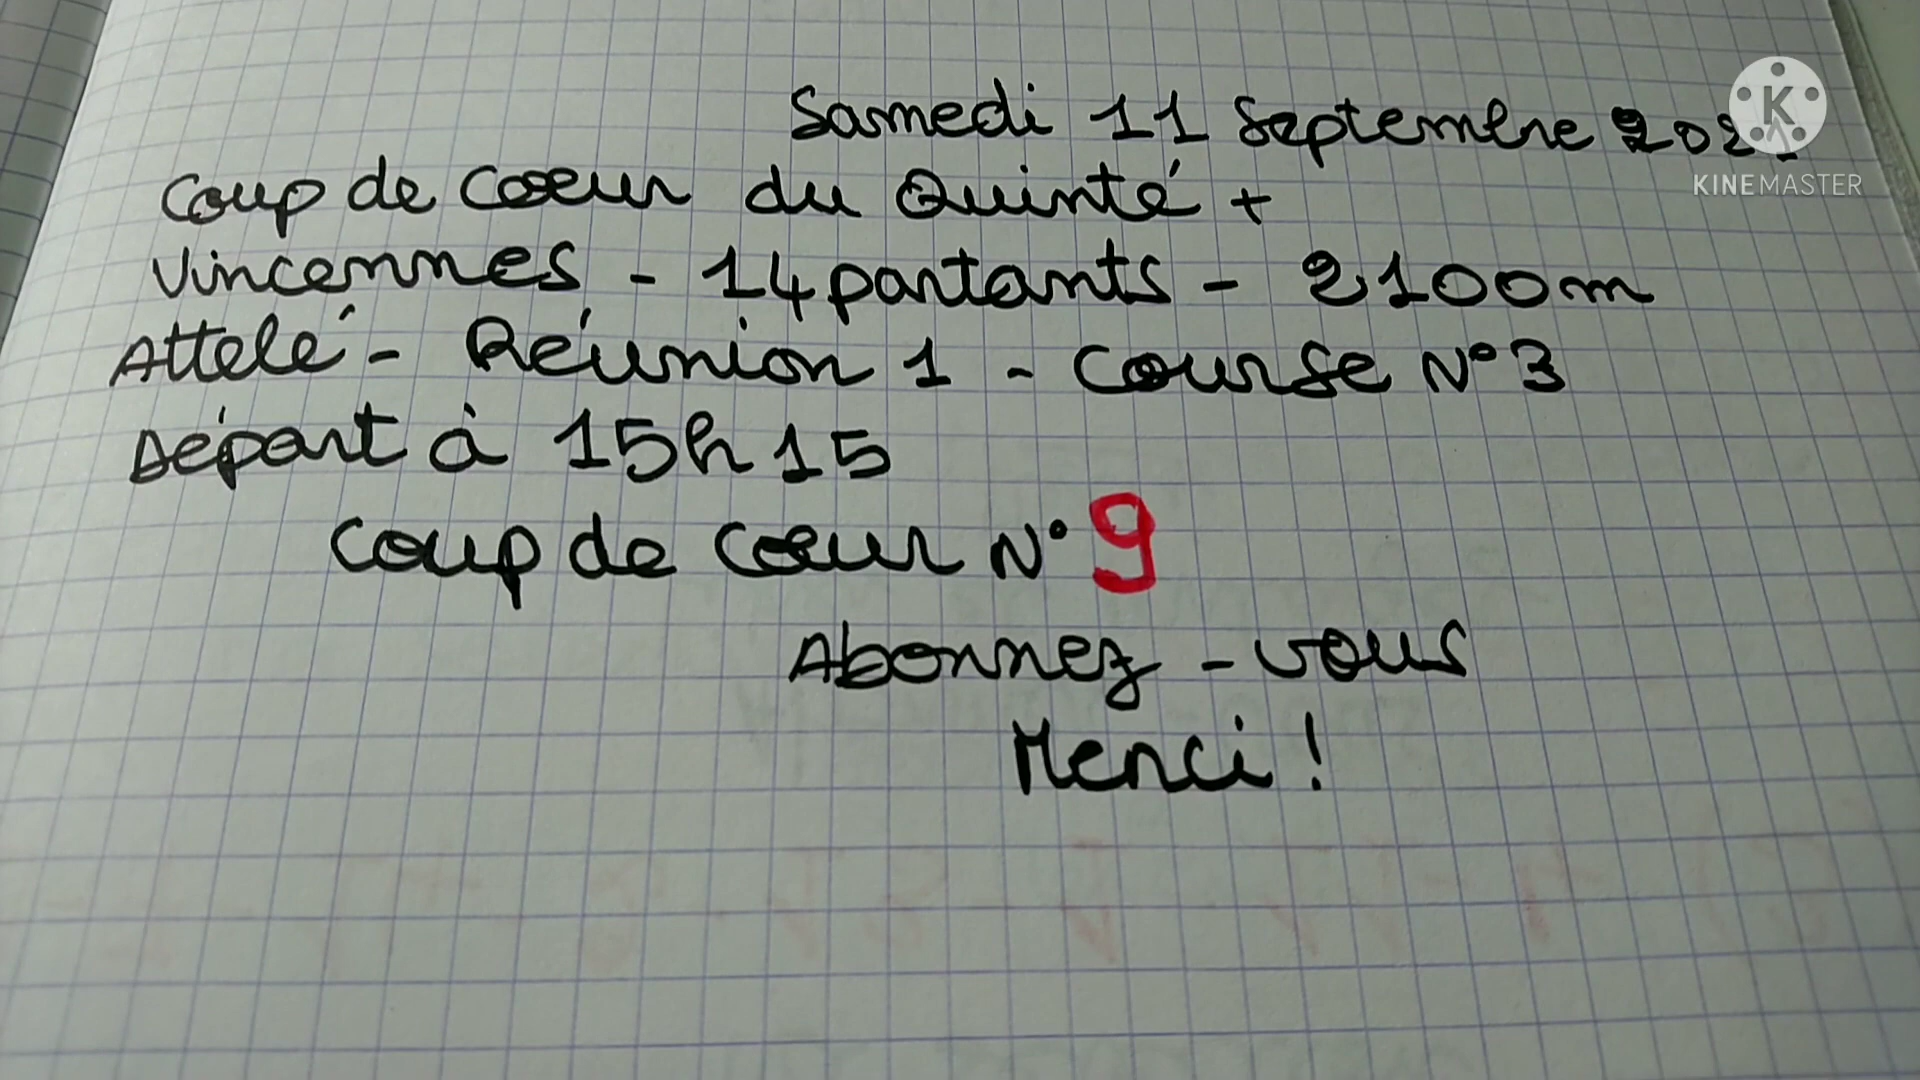 Samedi 11 Septembre
Coup de Coeur du Quinté +
Vincennes - 14 partants - 2100m
Attelé - Réunion 1 - Course N° 3
Départ à 15h15
Coup de Coeur N° 9
Abonnez-vous
Merci !
K
KINEMASTER